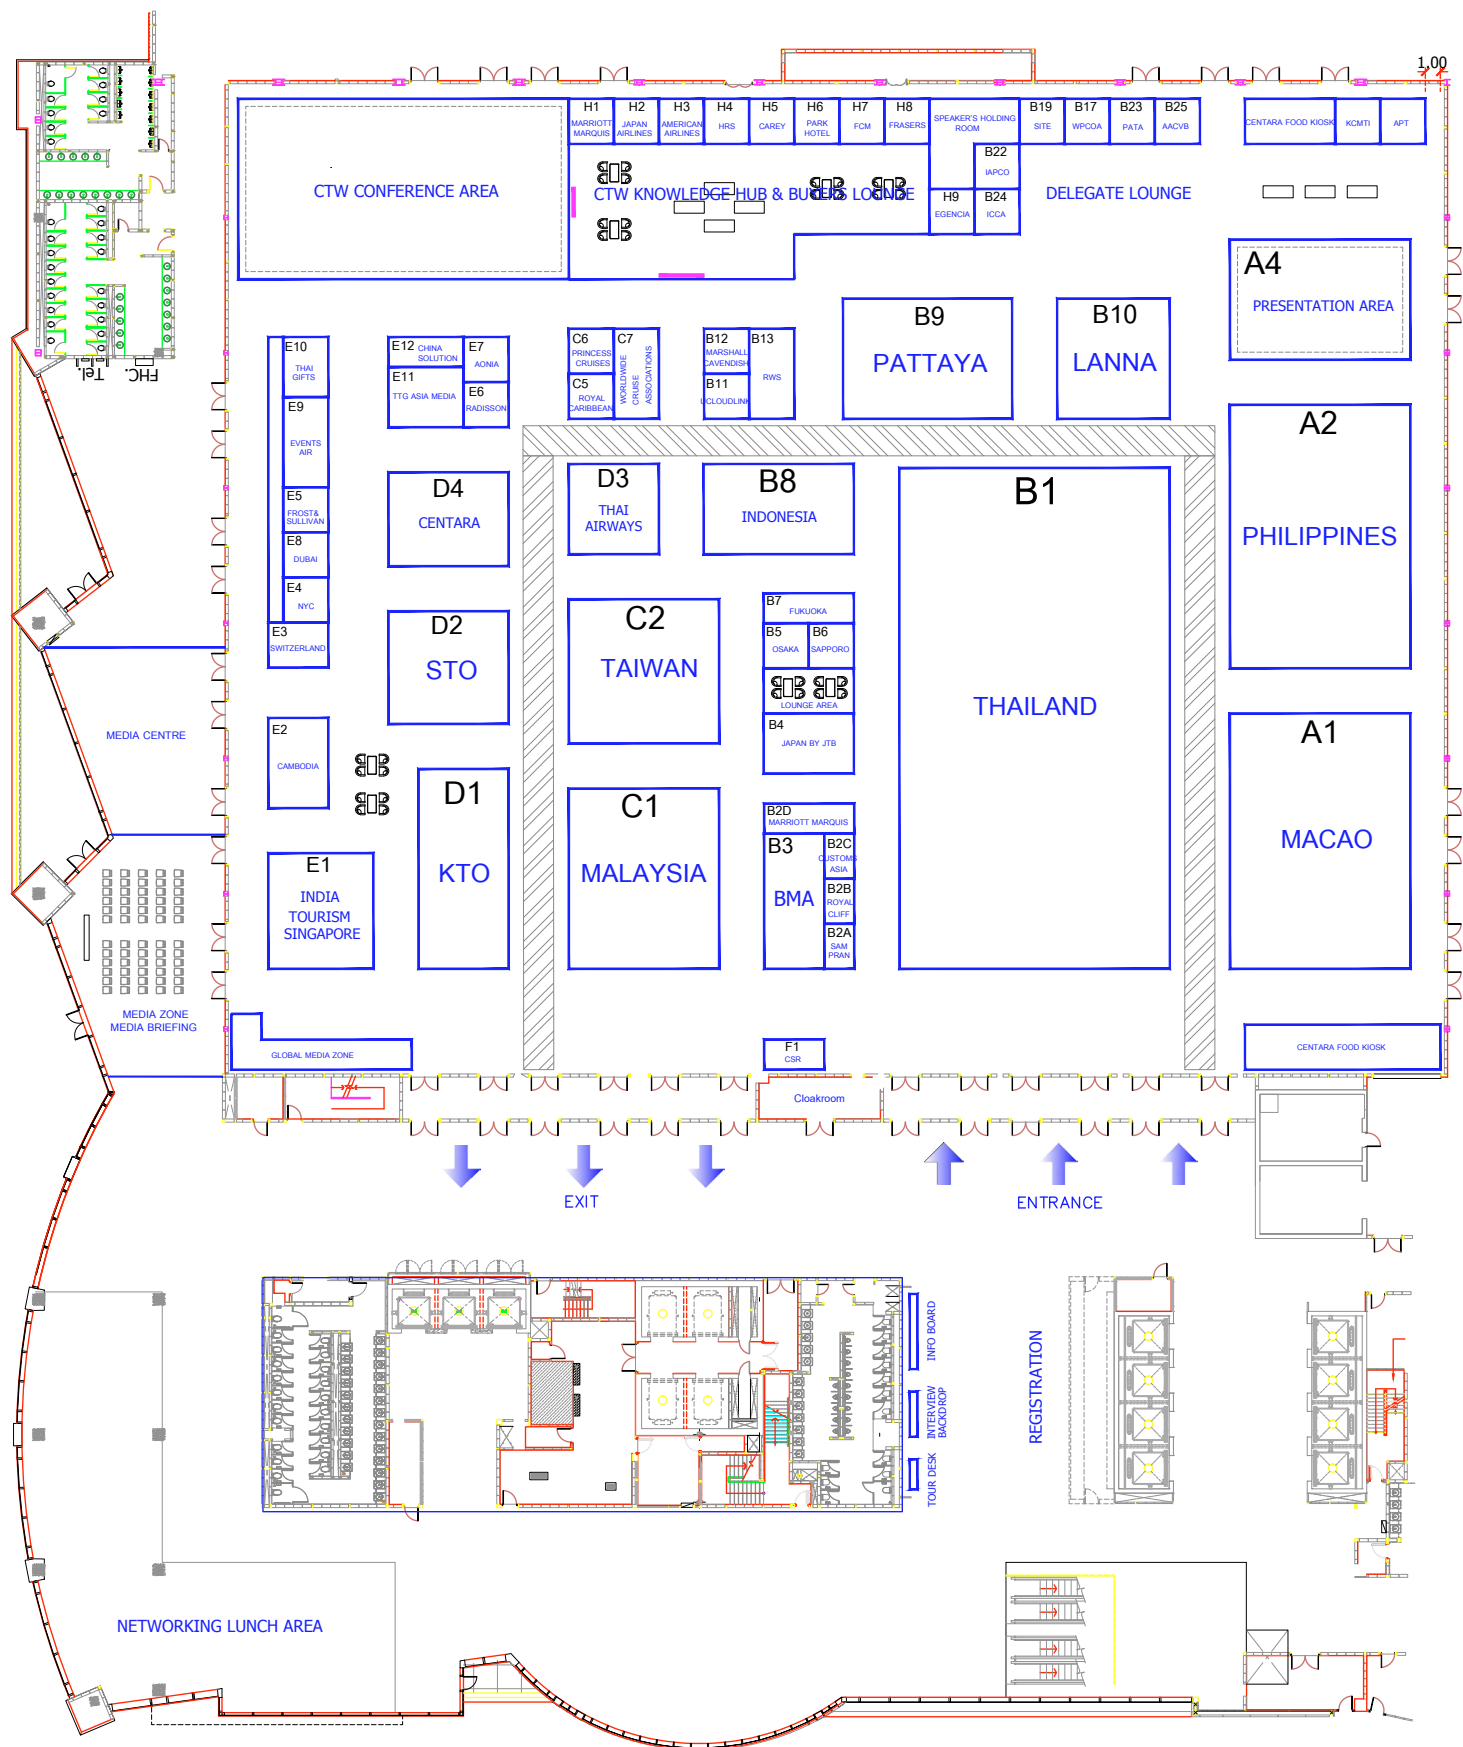 1,00
H1
MARRIOTT
MARQUIS
H2
JAPAN
AIRLINES
H3
AMERICAN
AIRLINES
H4
HRS
H5
CAREY
H6
PARK
HOTEL
H7
FCM
H8
FRASERS
SPEAKER'S HOLDING
ROOM
B19
SITE
B17
WPCOA
B23
PATA
B25
AACVB
CENTARA FOOD KIOSK
KCMTI
APT
B22
IAPCO
H9
EGENCIA
B24
ICCA
CTW CONFERENCE AREA
CTW KNOWLEDGE HUB & BUYERS LOUNGE
DELEGATE LOUNGE
A4
PRESENTATION AREA
Tel.
FHC.
E10
THAI
GIFTS
E9
EVENTS
AIR
E5
FROST&
SULLIVAN
E8
DUBAI
E4
NYC
E3
SWITZERLAND
E12 CHINA
SOLUTION
E11
TTG ASIA MEDIA
E7
AONIA
E6
RADISSON
C6
PRINCESS
CRUISES
C5
ROYAL
CARIBBEAN
C7
WORLDWIDE
CRUISE
ASSOCIATIONS
B12
MARSHALL
CAVENDISH
B11
UCLOUDLINK
B13
RWS
B9
PATTAYA
B10
LANNA
A2
PHILIPPINES
D4
CENTARA
D3
THAI
AIRWAYS
B8
INDONESIA
B1
THAILAND
D2
STO
C2
TAIWAN
B7
FUKUOKA
B5
OSAKA
B6
SAPPORO
LOUNGE AREA
B4
JAPAN BY JTB
MEDIA CENTRE
E2
CAMBODIA
D1
KTO
C1
MALAYSIA
B2D
MARRIOTT MARQUIS
B3
BMA
B2C
CUSTOMS
ASIA
B2B
ROYAL
CLIFF
B2A
SAM
PRAN
A1
MACAO
E1
INDIA
TOURISM
SINGAPORE
MEDIA ZONE
MEDIA BRIEFING
GLOBAL MEDIA ZONE
F1
CSR
CENTARA FOOD KIOSK
Cloakroom
EXIT
ENTRANCE
INFO BOARD
INTERVIEW
BACKDROP
TOUR DESK
REGISTRATION
NETWORKING LUNCH AREA